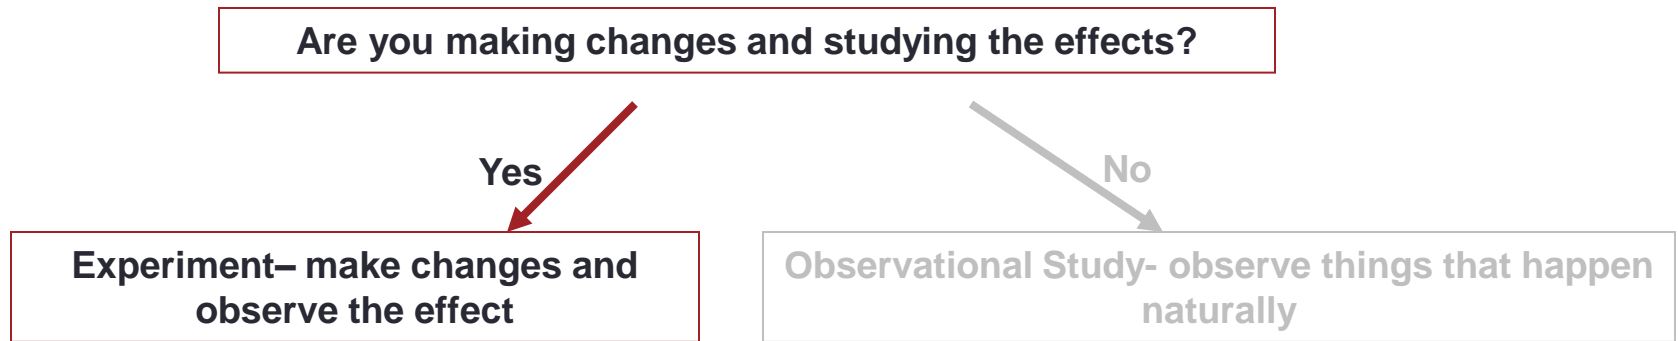 Are you making changes and studying the effects?
Yes
No
Experiment– make changes and
observe the effect
Observational Study- observe things that happen
naturally